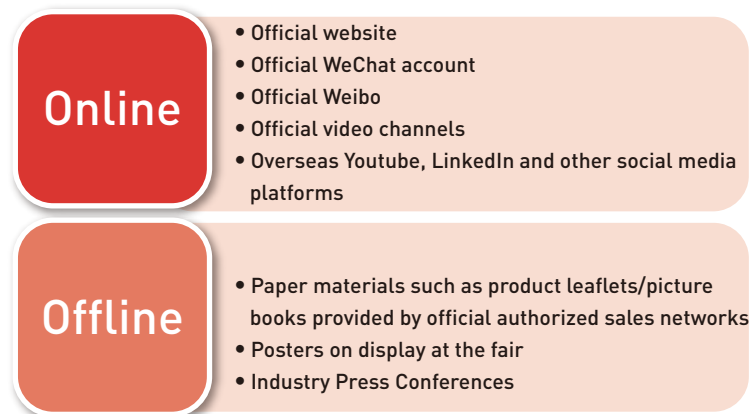 Online
• Official website
• Official WeChat account
• Official Weibo
• Official video channels
• Overseas Youtube, LinkedIn and other social media
platforms
Offline
• Paper materials such as product leaflets/picture
books provided by official authorized sales networks
• Posters on display at the fair
• Industry Press Conferences